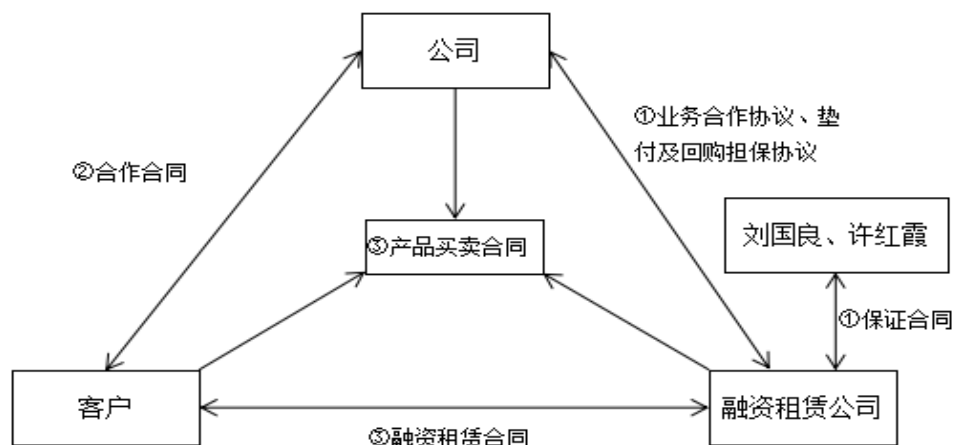 公司
①业务合作协议、垫
付及回购担保协议
②合作合同
刘国良、许红霞
③产品买卖合同
①保证合同
客户
融资租赁公司
③融资租赁合同